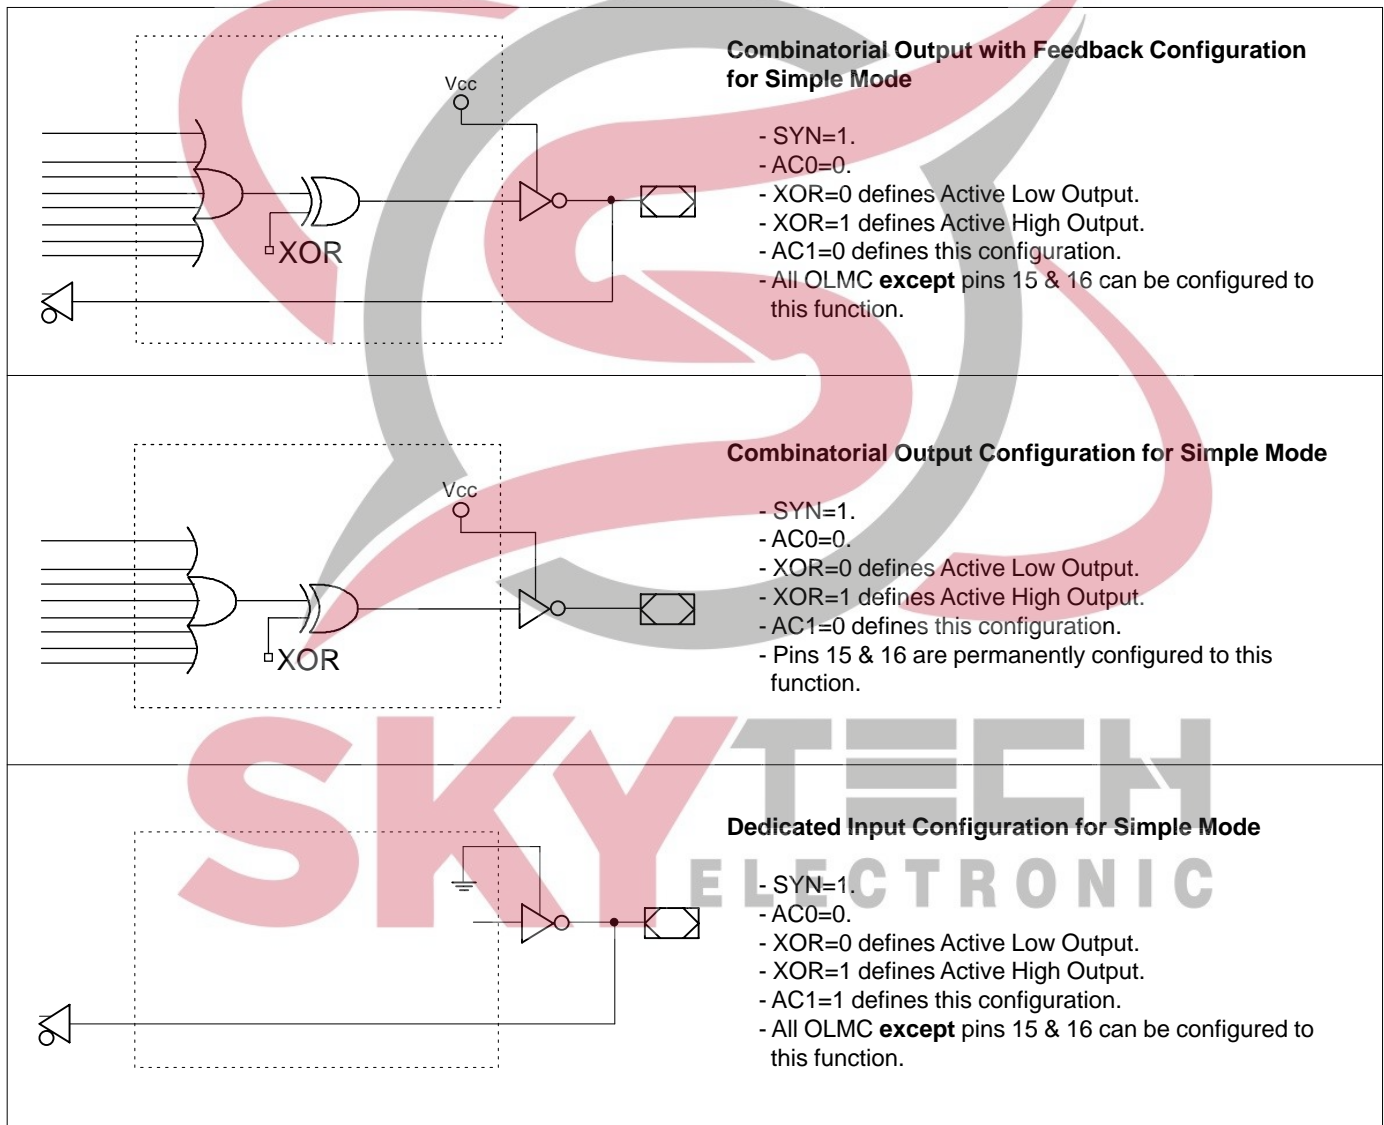 Combinatorial Output with Feedback Configuration
for Simple Mode
Vcc
- SYN=1.
- AC0=0.
- XOR=0 defines Active Low Output.
- XOR=1 defines Active High Output.
XOR
- AC1=0 defines this configuration.
- All OLMC except pins 15 & 16 can be configured to
this function.
Combinatorial Output Configuration for Simple Mode
Vcc
- SYN=1.
- AC0=0.
- XOR=0 defines Active Low Output.
- XOR=1 defines Active High Output.
- AC1=0 defines this configuration.
XOR
- Pins 15 & 16 are permanently configured to this
function.
SKYTECH
ELECTRONIC
Dedicated Input Configuration for Simple Mode
- SYN=1.
- AC0=0.
- XOR=0 defines Active Low Output.
- XOR=1 defines Active High Output.
- AC1=1 defines this configuration.
- All OLMC except pins 15 & 16 can be configured to
this function.